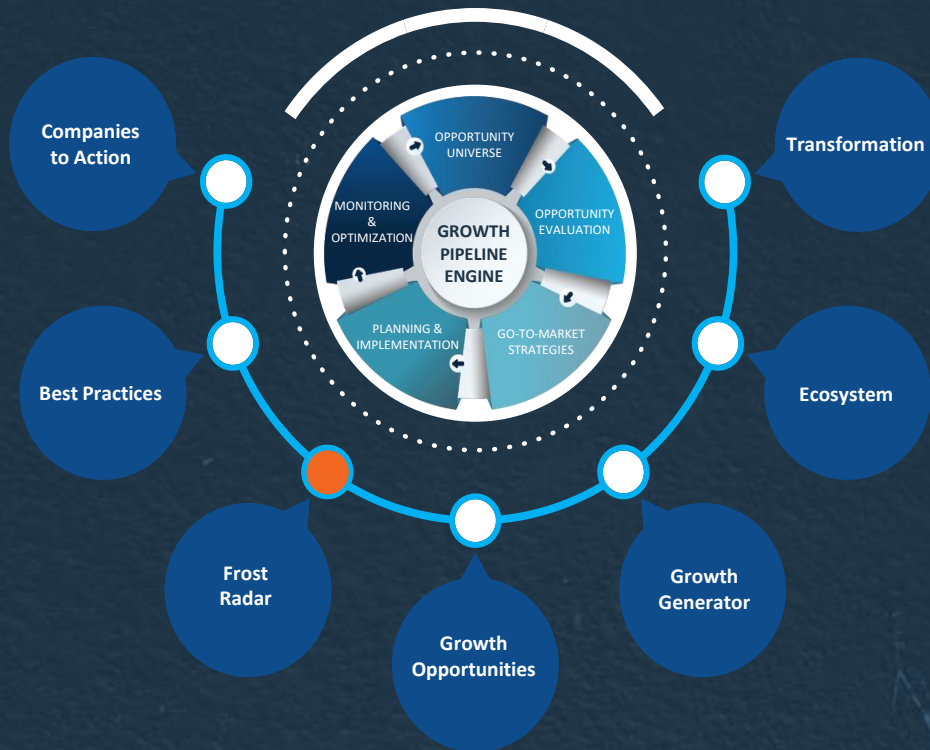 OPPORTUNITY
UNIVERSE
OPPORTUNITY
EVALUATION
GO-TO-MARKET
STRATEGIES
PLANNING &
IMPLEMENTATION
MONITORING
&
OPTIMIZATION
GROWTH
PIPELINE
ENGINE
Companies
to Action
Best Practices
Frost
Radar
Growth
Opportunities
Growth
Generator
Ecosystem
Transformation